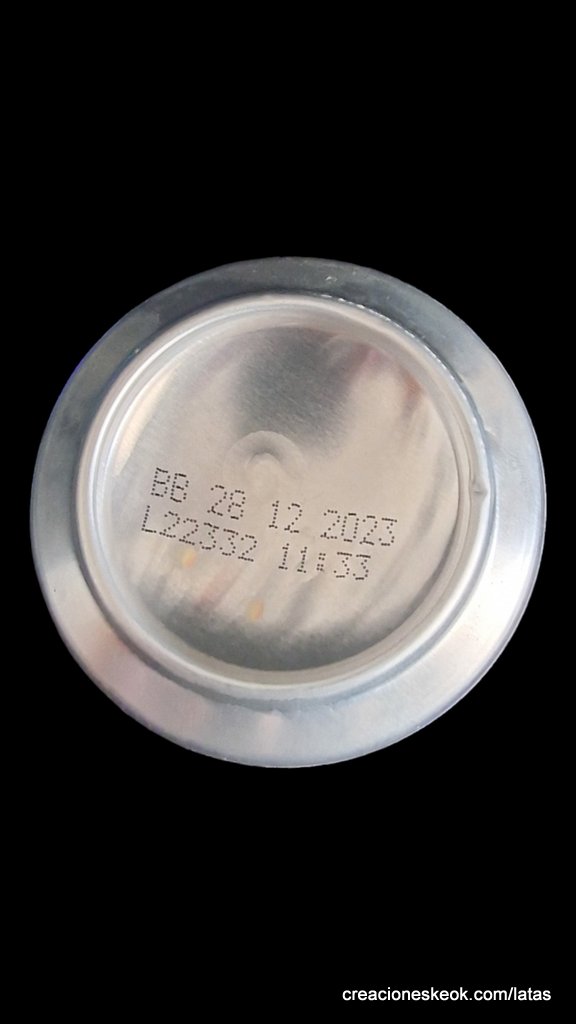 BB 28 12 2023
L22332 11:33
creacioneskeok.com/latas